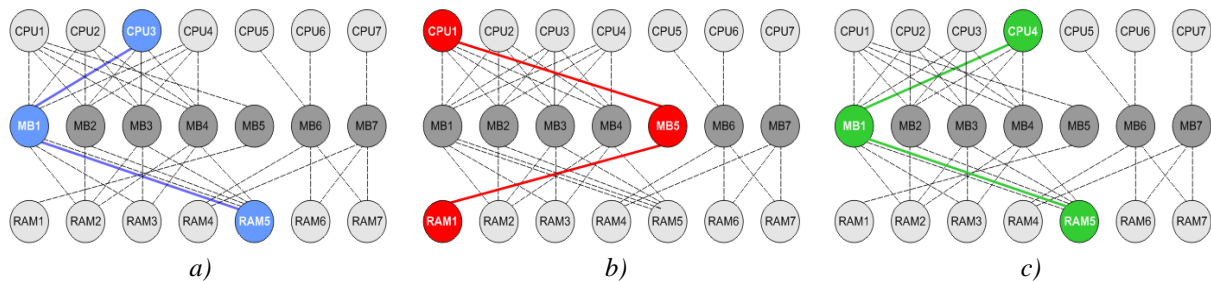 CPU1 CPU2 CPU3 CPU4 CPU5 CPU6 CPU7 CPU1 CPU2 CPU3 CPU4 CPU5 CPU6 CPU7 CPU1 CPU2 CPU3 CPU4 CPU5 CPU6 CPU7
MB1 MB2 MB3 MB4 MB5 MB6 MB7 MB1 MB2 MB3 MB4 MB5 MB6 MB7 MB1 MB2 MB3 MB4 MB5 MB6 MB7
RAM1 RAM2 RAM3 RAM4 RAM5 RAM6 RAM7 RAM1 RAM2 RAM3 RAM4 RAM5 RAM6 RAM7 RAM1 RAM2 RAM3 RAM4 RAM5 RAM6 RAM7
a) b) c)